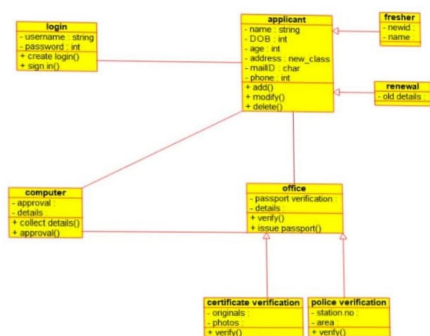 applicant
- name : string
- DOB : int
- age : int
- address : new_class
- mailID : char
- phone : int
+ add()
+ modify()
+ delete()
fresher
- newid :
- name :
login
- username : string
- password : int
+ create login()
+ sign in()
renewal
- old details :
computer
- approval :
- details :
+ collect details()
+ approval()
office
- passport verification :
- details :
+ verify()
+ issue passport()
certificate verification
- originals :
- photos :
+ verify()
police verification
- station.no :
- area :
+ verify()